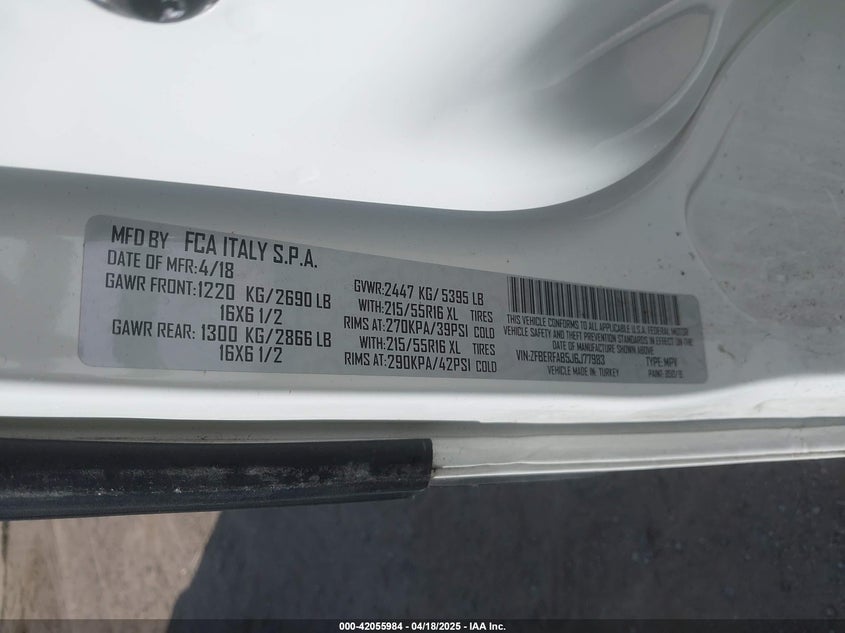 MFD BY FCA ITALY S.P.A.
DATE OF MFR:4/18
GAWR FRONT:1220 KG/2690 LB
16X6 1/2
GAWR REAR: 1300 KG/2866 LB
16X6 1/2
GVWR:2447 KG/5395 LB
WITH:215/55R16 XL TIRES
RIMS AT:270KPA/39PSI COLD
WITH:215/55R16 XL TIRES
RIMS AT:290KPA/42PSI COLD
THIS VEHICLE CONFORMS TO ALL APPLICABLE U.S.A. FEDERAL MOTOR
VEHICLE SAFETY AND THEFT PREVENTION STANDARDS IN EFFECT ON THE
DATE OF MANUFACTURE SHOWN ABOVE
VIN:ZFBERFAB5J6J77983 TYPE: MPV
VEHICLE MADE IN: TURKEY PAINT:
000-42055984 - 04/18/2025 - IAA Inc.